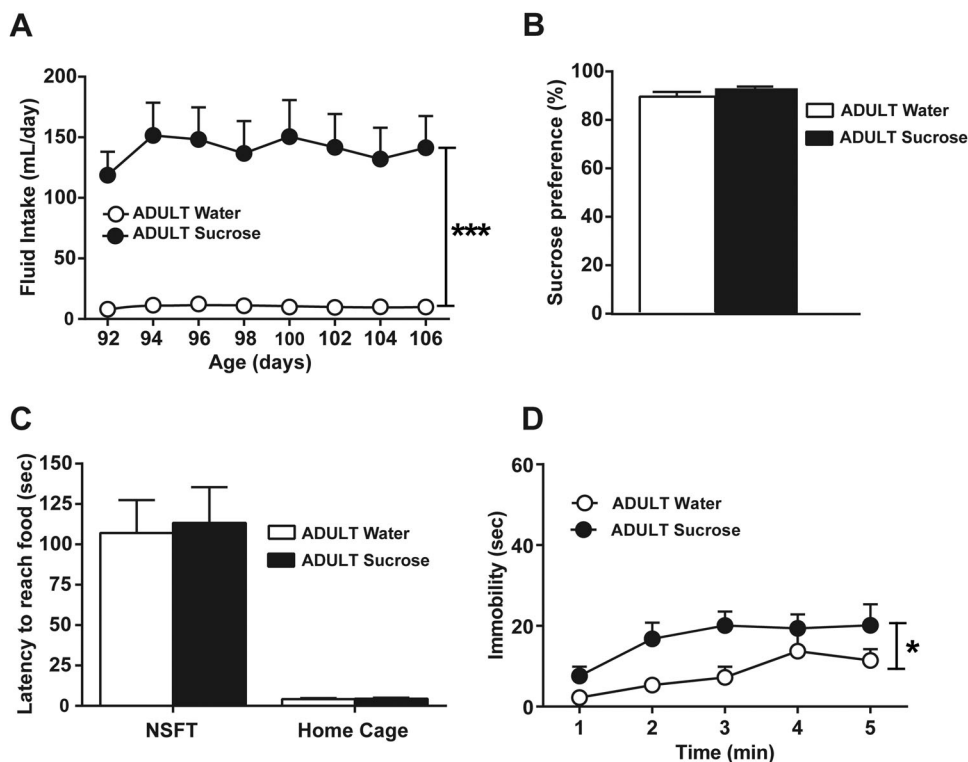 A
Fluid Intake (mL/day)
200
150
100
50
0
ADULT Water
ADULT Sucrose
***
92 94 96 98 100 102 104 106
Age (days)
B
Sucrose preference (%)
100
80
60
40
20
0
ADULT Water
ADULT Sucrose
C
Latency to reach food (sec)
150
125
100
75
50
25
0
ADULT Water
ADULT Sucrose
NSFT Home Cage
D
Immobility (sec)
60
40
20
0
ADULT Water
ADULT Sucrose
*
1 2 3 4 5
Time (min)